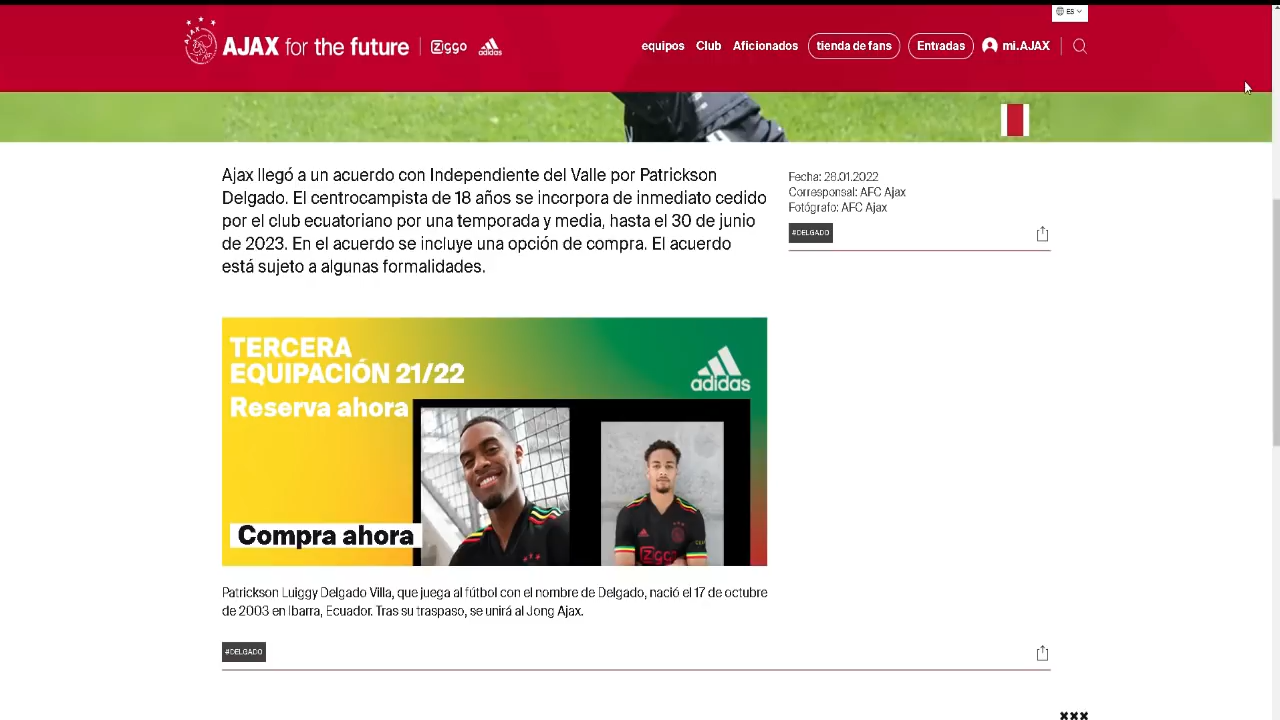 ES
AJAX for the future
Ziggo
adidas
equipos Club Aficionados tienda de fans Entradas mi.AJAX
Ajax llegó a un acuerdo con Independiente del Valle por Patrickson
Delgado. El centrocampista de 18 años se incorpora de inmediato cedido
por el club ecuatoriano por una temporada y media, hasta el 30 de junio
de 2023. En el acuerdo se incluye una opción de compra. El acuerdo
está sujeto a algunas formalidades.
Fecha: 28.01.2022
Corresponsal: AFC Ajax
Fotógrafo: AFC Ajax
#DELGADO
TERCERA
EQUIPACIÓN 21/22
Reserva ahora
adidas
Compra ahora
Patrickson Luiggy Delgado Villa, que juega al fútbol con el nombre de Delgado, nació el 17 de octubre
de 2003 en Ibarra, Ecuador. Tras su traspaso, se unirá al Jong Ajax.
#DELGADO